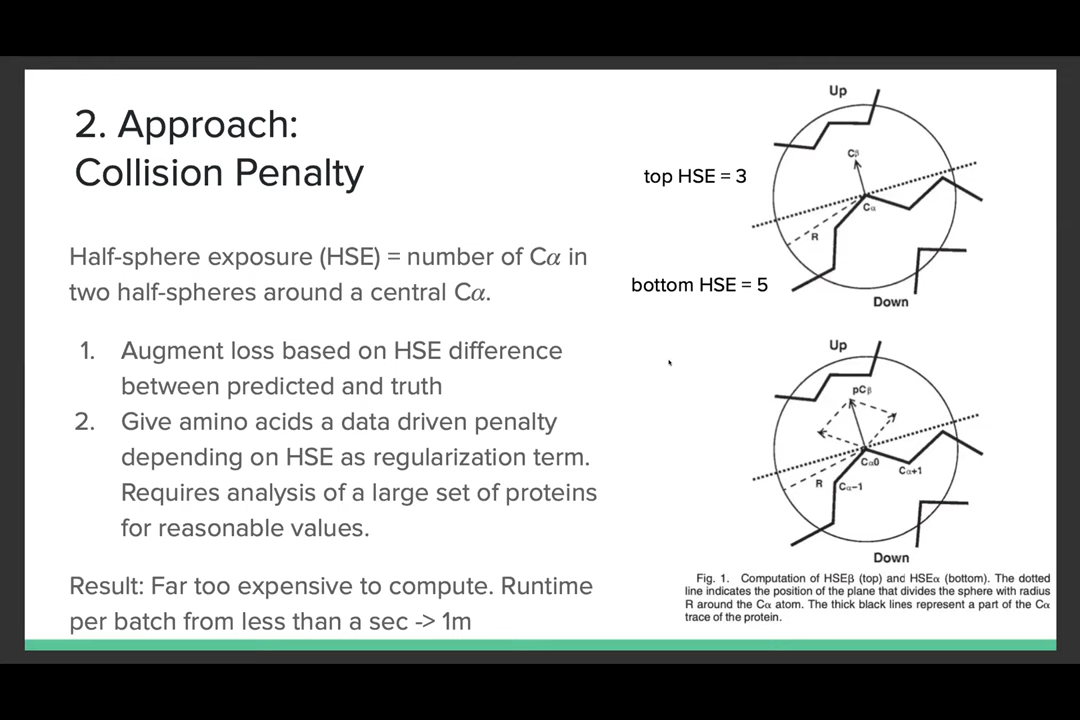 2. Approach:
Collision Penalty
Half-sphere exposure (HSE) = number of Cα in
two half-spheres around a central Cα.
1. Augment loss based on HSE difference
between predicted and truth
2. Give amino acids a data driven penalty
depending on HSE as regularization term.
Requires analysis of a large set of proteins
for reasonable values.
Result: Far too expensive to compute. Runtime
per batch from less than a sec -> 1m
top HSE = 3
bottom HSE = 5
Up
Cβ
Cα
R
Down
Up
pCβ
Cα0
Cα+1
R
Cα-1
Down
Fig. 1. Computation of HSEβ (top) and HSEα (bottom). The dotted
line indicates the position of the plane that divides the sphere with radius
R around the Cα atom. The thick black lines represent a part of the Cα
trace of the protein.